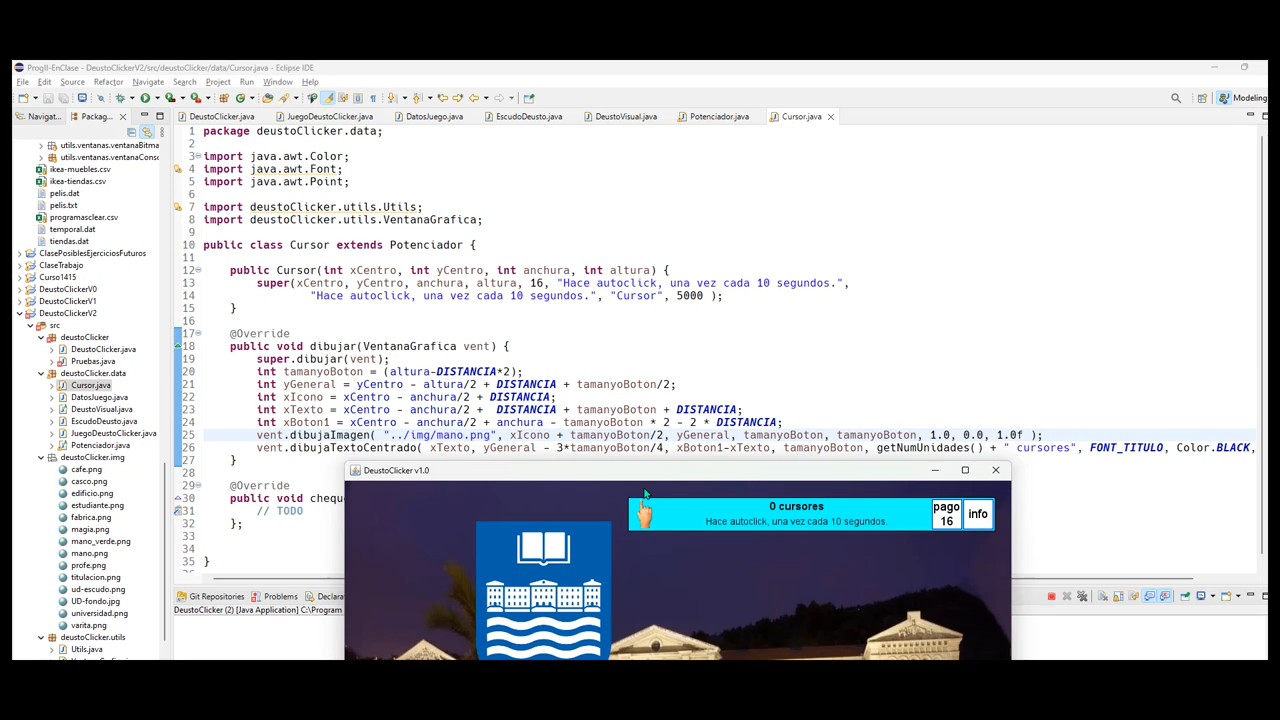 ProgII-EnClase - DeustoClickerV2/src/deustoClicker/data/Cursor.java - Eclipse IDE
File Edit Source Refactor Navigate Search Project Run Window Help
Modeling
Navigat... Packag...
DeustoClicker.java JuegoDeustoClicker.java DatosJuego.java EscudoDeusto.java DeustoVisual.java Potenciador.java Cursor.java
utils.ventanas.ventanaBitma
utils.ventanas.ventanaConso
ikea-muebles.csv
ikea-tiendas.csv
pelis.dat
pelis.txt
programasclear.csv
temporal.dat
tiendas.dat
ClasePosiblesEjerciciosFuturos
ClaseTrabajo
Curso1415
DeustoClickerV0
DeustoClickerV1
DeustoClickerV2
src
deustoClicker
DeustoClicker.java
Pruebas.java
deustoClicker.data
Cursor.java
DatosJuego.java
DeustoVisual.java
EscudoDeusto.java
JuegoDeustoClicker.java
Potenciador.java
deustoClicker.img
cafe.png
casco.png
edificio.png
estudiante.png
fabrica.png
magia.png
mano_verde.png
mano.png
profe.png
titulacion.png
ud-escudo.png
UD-fondo.jpg
universidad.png
varita.png
deustoClicker.utils
Utils.java
1 package deustoClicker.data;
2
3 import java.awt.Color;
4 import java.awt.Font;
5 import java.awt.Point;
6
7 import deustoClicker.utils.Utils;
8 import deustoClicker.utils.VentanaGrafica;
9
10 public class Cursor extends Potenciador {
11
12 public Cursor(int xCentro, int yCentro, int anchura, int altura) {
13 super(xCentro, yCentro, anchura, altura, 16, "Hace autoclick, una vez cada 10 segundos.",
14 "Hace autoclick, una vez cada 10 segundos.", "Cursor", 5000 );
15 }
16
17 @Override
18 public void dibujar(VentanaGrafica vent) {
19 super.dibujar(vent);
20 int tamanyoBoton = (altura-DISTANCIA*2);
21 int yGeneral = yCentro - altura/2 + DISTANCIA + tamanyoBoton/2;
22 int xIcono = xCentro - anchura/2 + DISTANCIA;
23 int xTexto = xCentro - anchura/2 + DISTANCIA + tamanyoBoton + DISTANCIA;
24 int xBoton1 = xCentro - anchura/2 + anchura - tamanyoBoton * 2 - 2 * DISTANCIA;
25 vent.dibujaImagen( "../img/mano.png", xIcono + tamanyoBoton/2, yGeneral, tamanyoBoton, tamanyoBoton, 1.0, 0.0, 1.0f );
26 vent.dibujaTextoCentrado( xTexto, yGeneral - 3*tamanyoBoton/4, xBoton1-xTexto, tamanyoBoton, getNumUnidades() + " cursores", FONT_TITULO, Color.BLACK,
27 }
28
29 @Override
30 public void cheque
31 // TODO
32 };
33
34
35 }
Git Repositories Problems Declara
DeustoClicker (2) [Java Application] C:\Program
DeustoClicker v1.0
0 cursores
Hace autoclick, una vez cada 10 segundos.
pago
16
info